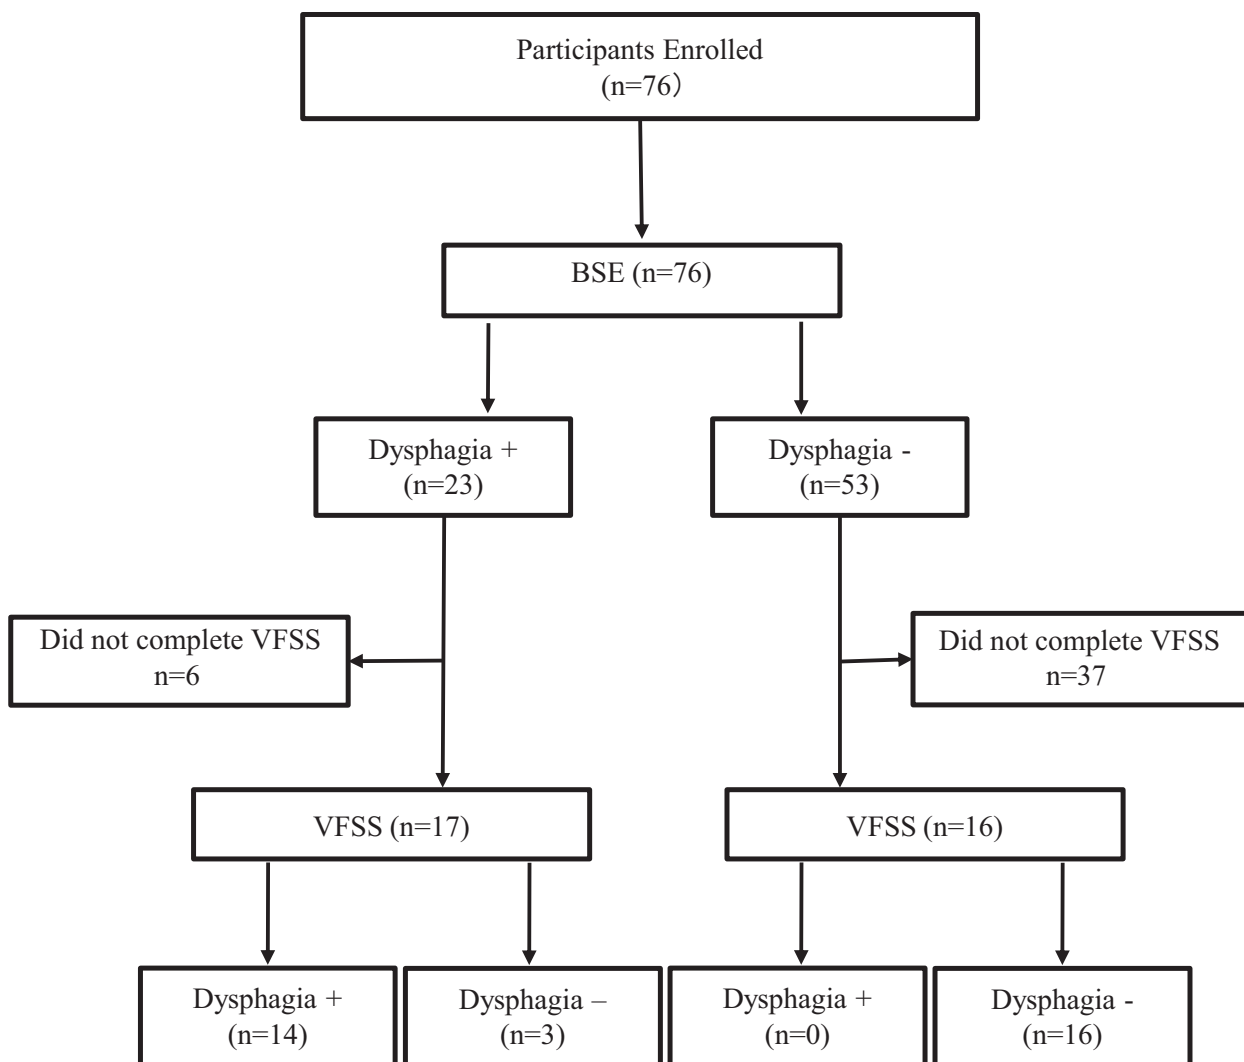 Participants Enrolled
(n=76）
BSE (n=76)
Dysphagia +
(n=23)
Dysphagia -
(n=53)
Did not complete VFSS
n=6
Did not complete VFSS
n=37
VFSS (n=17)
VFSS (n=16)
Dysphagia +
(n=14)
Dysphagia –
(n=3)
Dysphagia +
(n=0)
Dysphagia -
(n=16)